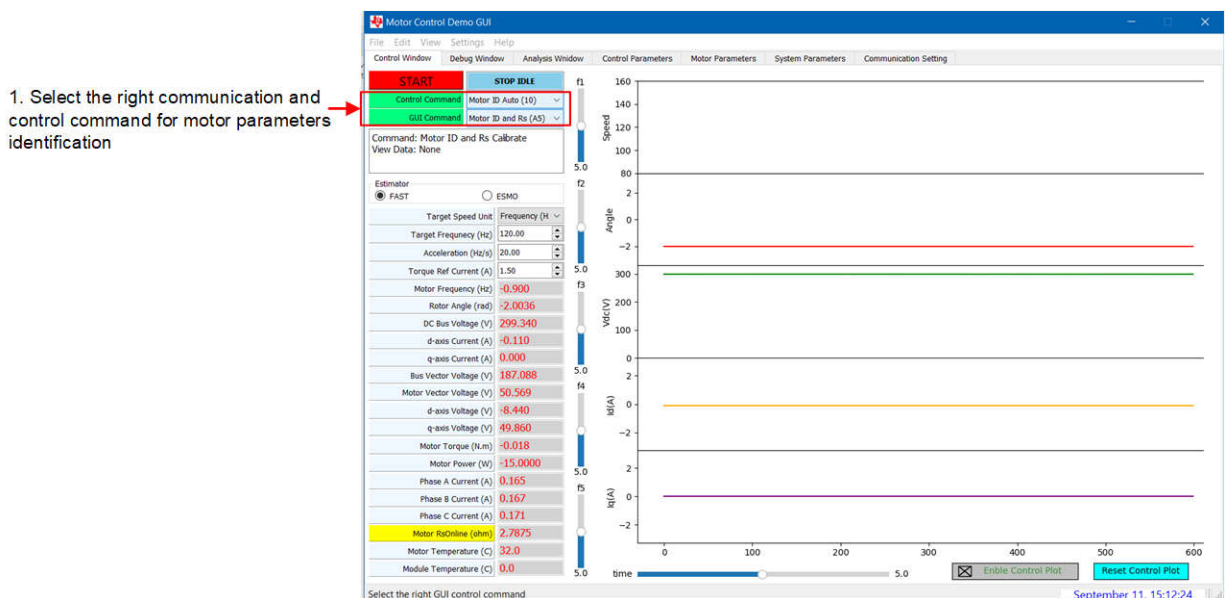 Motor Control Demo GUI
File Edit View Settings Help
Control Window Debug Window Analysis Wnidow Control Parameters Motor Parameters System Parameters Communication Setting
1. Select the right communication and
control command for motor parameters
identification
START STOP IDLE
Control Command Motor ID Auto (10)
GUI Command Motor ID and Rs (A5)
Command: Motor ID and Rs Calibrate
View Data: None
Estimator
FAST ESMO
Target Speed Unit Frequency (H
Target Frequnecy (Hz) 120.00
Acceleration (Hz/s) 20.00
Torque Ref Current (A) 1.50
Motor Frequency (Hz) -0.900
Rotor Angle (rad) -2.0036
DC Bus Voltage (V) 299.340
d-axis Current (A) -0.110
q-axis Current (A) 0.000
Bus Vector Voltage (V) 187.088
Motor Vector Voltage (V) 50.569
d-axis Voltage (V) -8.440
q-axis Voltage (V) 49.860
Motor Torque (N.m) -0.018
Motor Power (W) -15.0000
Phase A Current (A) 0.165
Phase B Current (A) 0.167
Phase C Current (A) 0.171
Motor RsOnline (ohm) 2.7875
Motor Temperature (C) 32.0
Module Temperature (C) 0.0
f1
5.0
f2
5.0
f3
5.0
f4
5.0
f5
5.0
Speed
160
140
120
100
80
Angle
2
0
−2
Vdc(V)
300
200
100
0
Id(A)
2
0
−2
Iq(A)
2
0
−2
0 100 200 300 400 500 600
time 5.0 Enble Control Plot Reset Control Plot
Select the right GUI control command September 11, 15:12:24